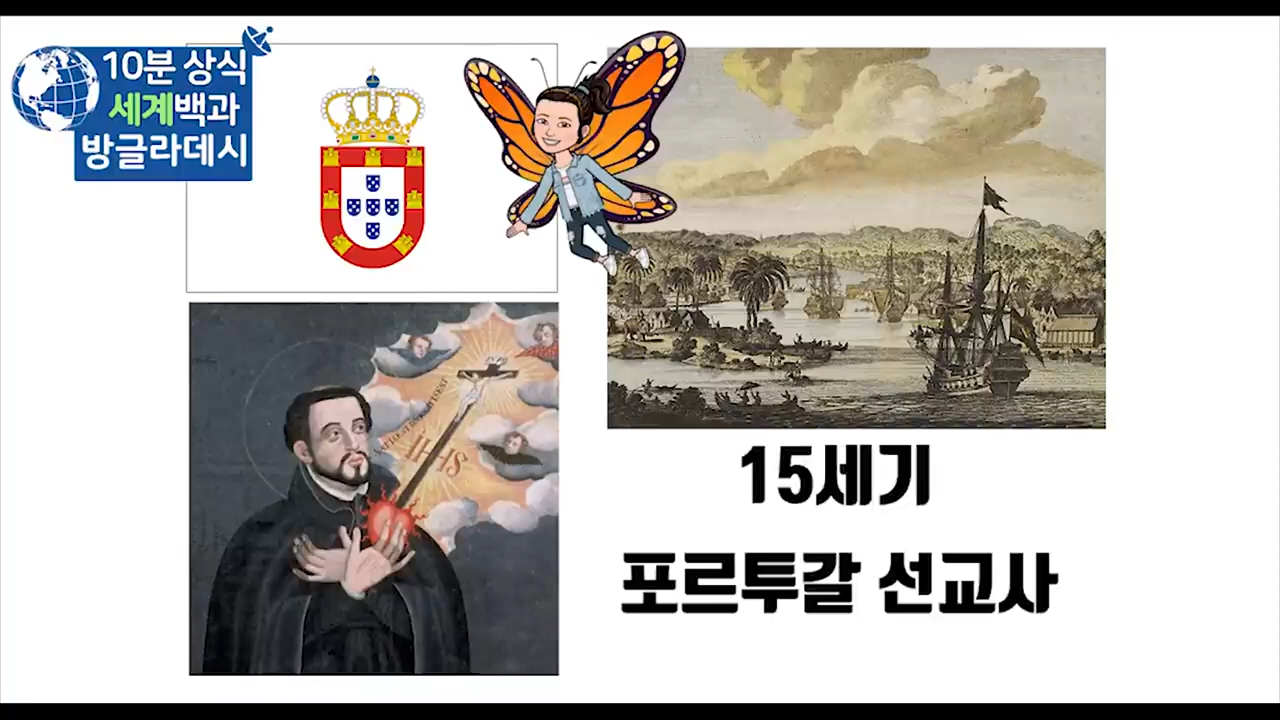 10분 상식
세계백과
방글라데시
IHS
15세기
포르투갈 선교사